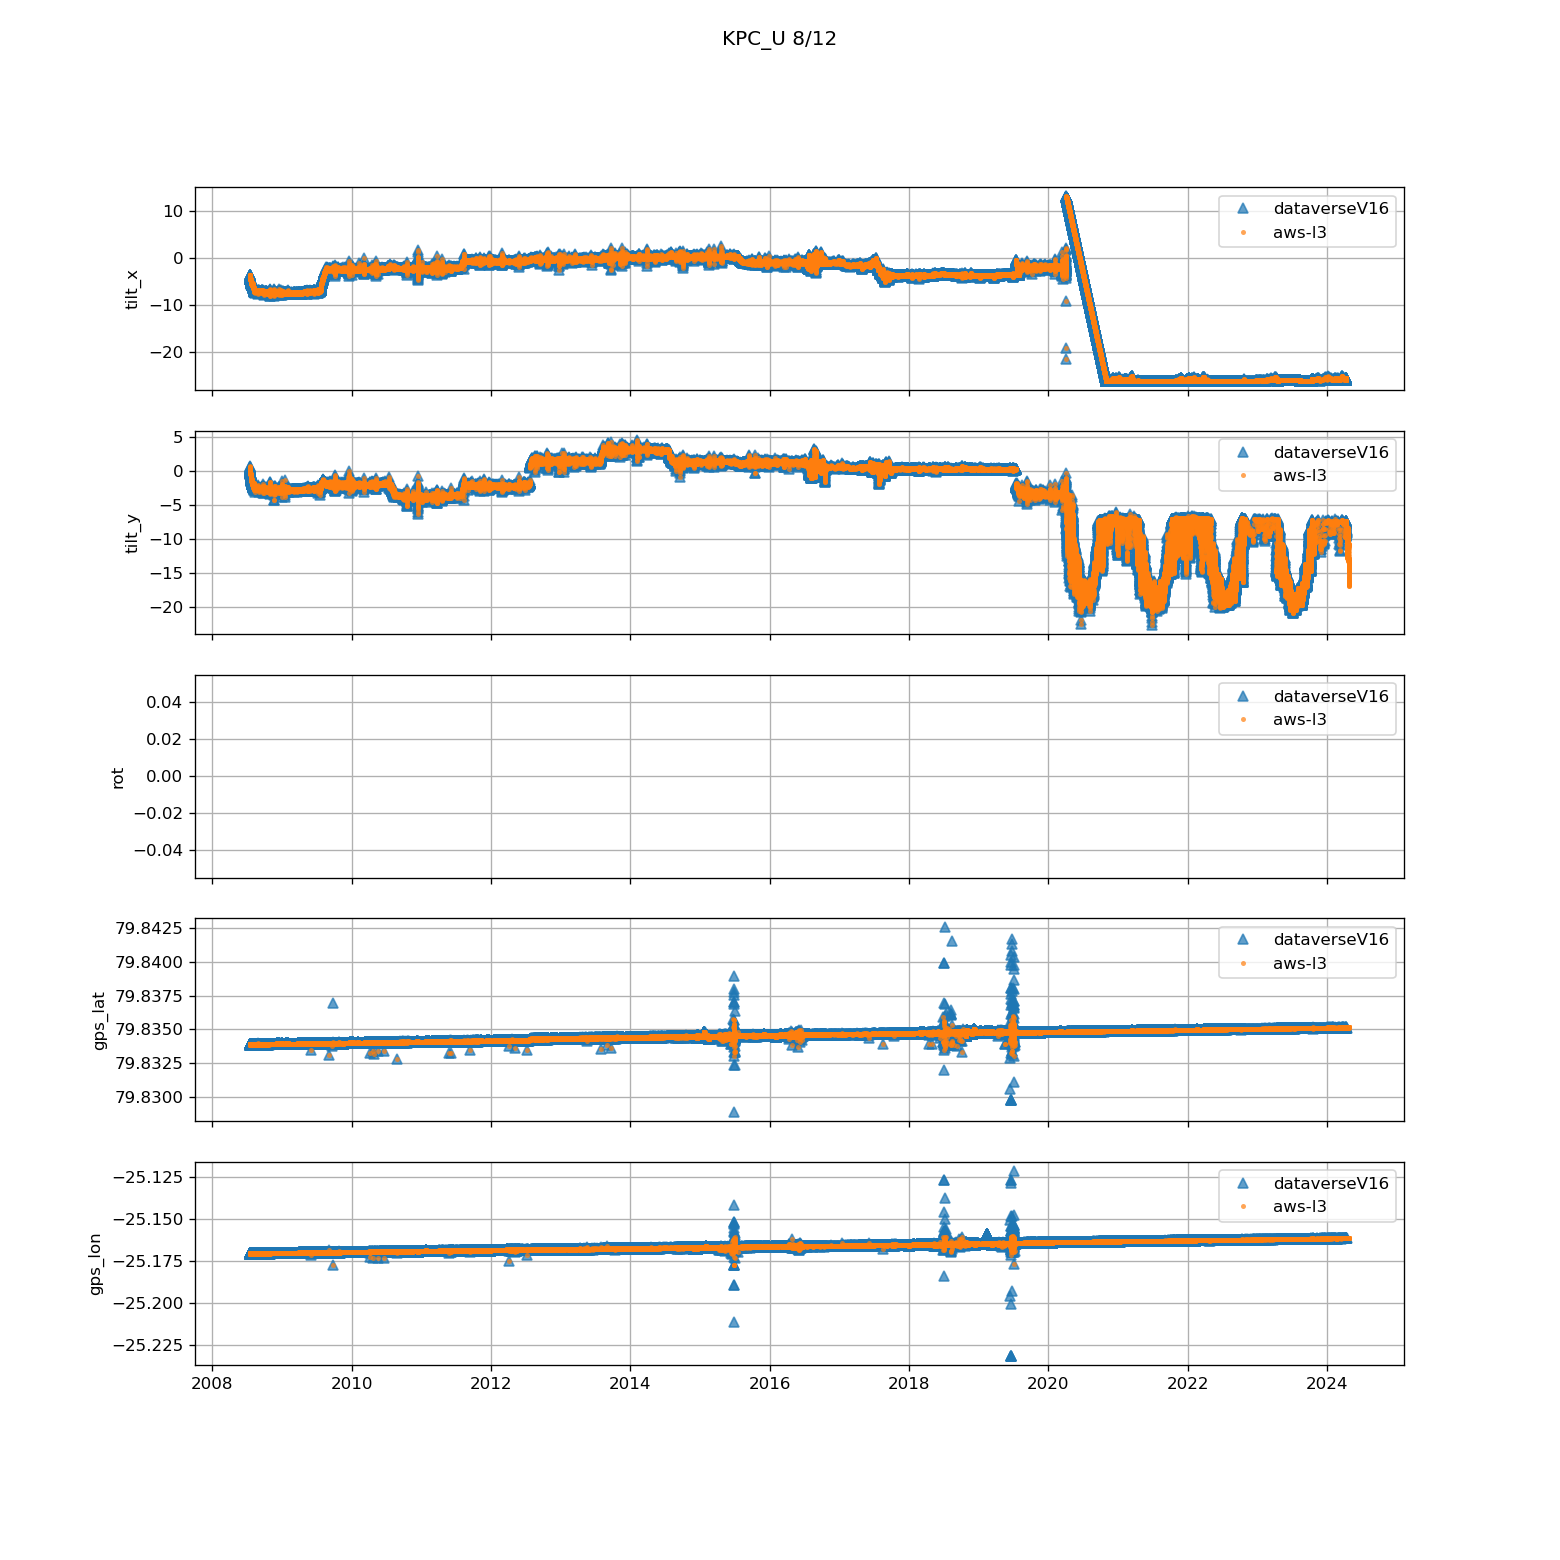 KPC_U 8/12
10
0
−10
−20
tilt_x
dataverseV16
aws-l3
5
0
−5
−10
−15
−20
tilt_y
dataverseV16
aws-l3
0.04
0.02
0.00
−0.02
−0.04
rot
dataverseV16
aws-l3
79.8425
79.8400
79.8375
79.8350
79.8325
79.8300
gps_lat
dataverseV16
aws-l3
−25.125
−25.150
−25.175
−25.200
−25.225
gps_lon
dataverseV16
aws-l3
2008 2010 2012 2014 2016 2018 2020 2022 2024